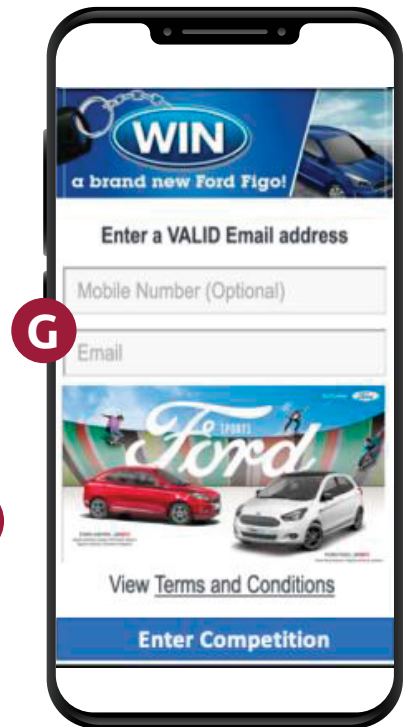 WIN
a brand new Ford Figo!
Enter a VALID Email address
Mobile Number (Optional)
G
Email
SPORTS
Ford
View Terms and Conditions
Enter Competition